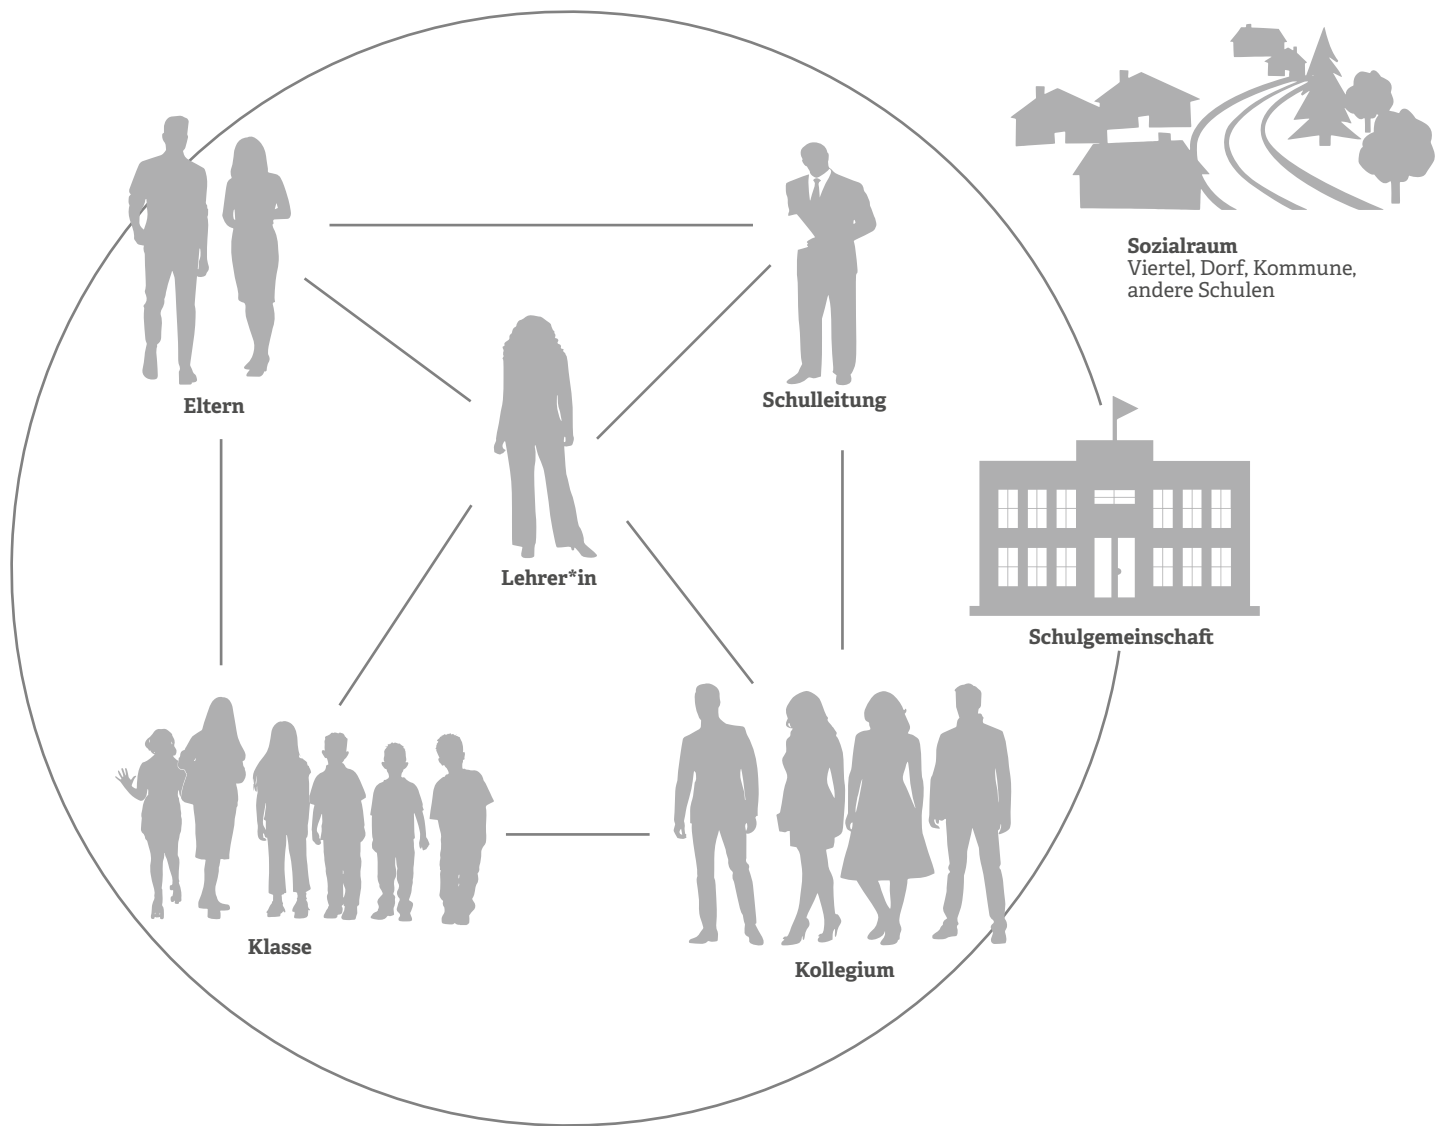 Sozialraum
Viertel, Dorf, Kommune,
andere Schulen
Eltern
Schulleitung
Lehrer*in
Schulgemeinschaft
Klasse
Kollegium